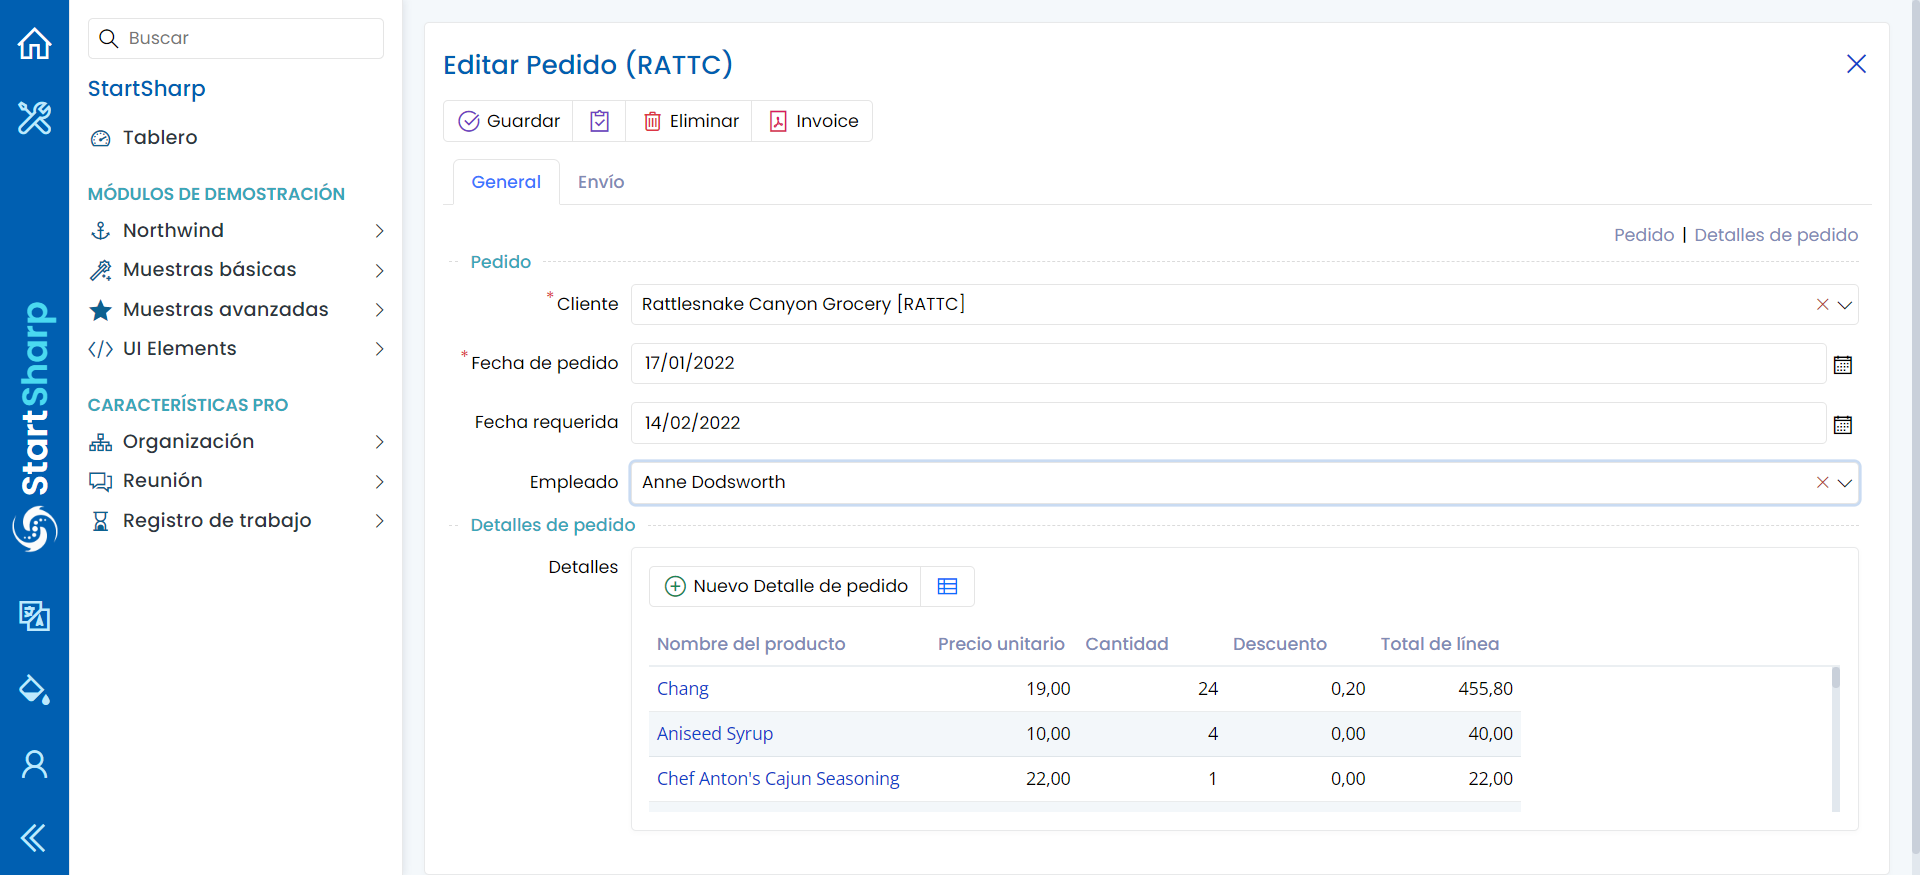 StartSharp
Buscar
StartSharp
Tablero
MÓDULOS DE DEMOSTRACIÓN
Northwind
Muestras básicas
Muestras avanzadas
UI Elements
CARACTERÍSTICAS PRO
Organización
Reunión
Registro de trabajo
Editar Pedido (RATTC)
Guardar Eliminar Invoice
General Envío
Pedido | Detalles de pedido
Pedido
*Cliente Rattlesnake Canyon Grocery [RATTC]
*Fecha de pedido 17/01/2022
Fecha requerida 14/02/2022
Empleado Anne Dodsworth
Detalles de pedido
Detalles
Nuevo Detalle de pedido
Nombre del producto Precio unitario Cantidad Descuento Total de línea
Chang 19,00 24 0,20 455,80
Aniseed Syrup 10,00 4 0,00 40,00
Chef Anton's Cajun Seasoning 22,00 1 0,00 22,00